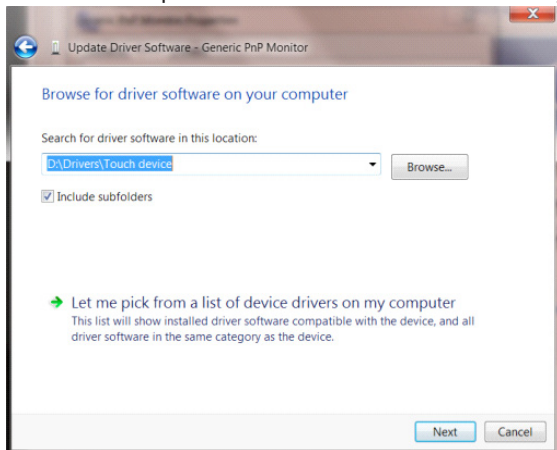 Update Driver Software - Generic PnP Monitor
Browse for driver software on your computer
Search for driver software in this location:
D:\Drivers\Touch device
Browse...
Include subfolders
Let me pick from a list of device drivers on my computer
This list will show installed driver software compatible with the device, and all
driver software in the same category as the device.
Next
Cancel